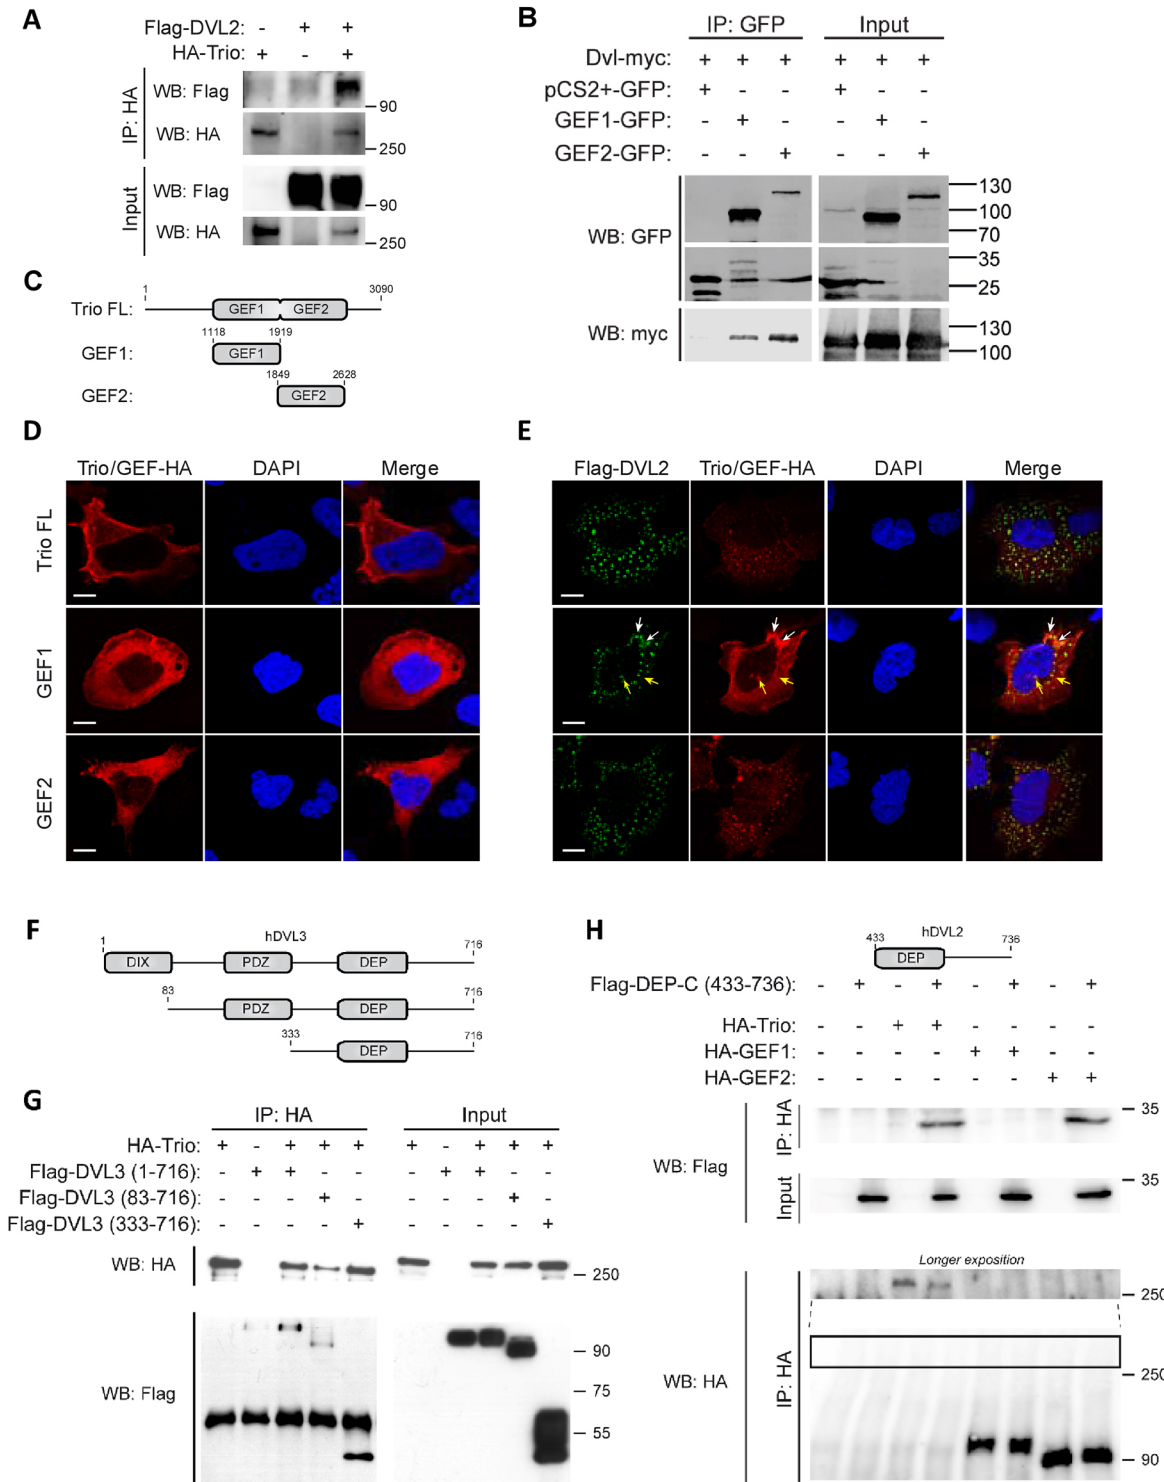 A
Flag-DVL2: - + +
HA-Trio: + - +
IP: HA
WB: Flag
90
WB: HA
250
Input
WB: Flag
90
WB: HA
250
B
IP: GFP Input
Dvl-myc: + + + + + +
pCS2+-GFP: + - - + - -
GEF1-GFP: - + - - + -
GEF2-GFP: - - + - - +
WB: GFP
130
100
70
35
25
WB: myc
130
100
C
1 3090
Trio FL: GEF1 GEF2
1118 1919
GEF1: GEF1
1849 2628
GEF2: GEF2
D
Trio/GEF-HA DAPI Merge
Trio FL
GEF1
GEF2
E
Flag-DVL2 Trio/GEF-HA DAPI Merge
F
hDVL3
1 716
DIX PDZ DEP
83 716
PDZ DEP
333 716
DEP
G
IP: HA Input
HA-Trio: + - + + + + - + + +
Flag-DVL3 (1-716): - + + - - - + + - -
Flag-DVL3 (83-716): - - - + - - - - + -
Flag-DVL3 (333-716): - - - - + - - - - +
WB: HA
250
WB: Flag
90
75
55
H
hDVL2
433 736
DEP
Flag-DEP-C (433-736): - + - + - + - +
HA-Trio: - - + + - - - -
HA-GEF1: - - - - + + - -
HA-GEF2: - - - - - - + +
WB: Flag
IP: HA
35
Input
35
Longer exposition
250
WB: HA
IP: HA
250
90